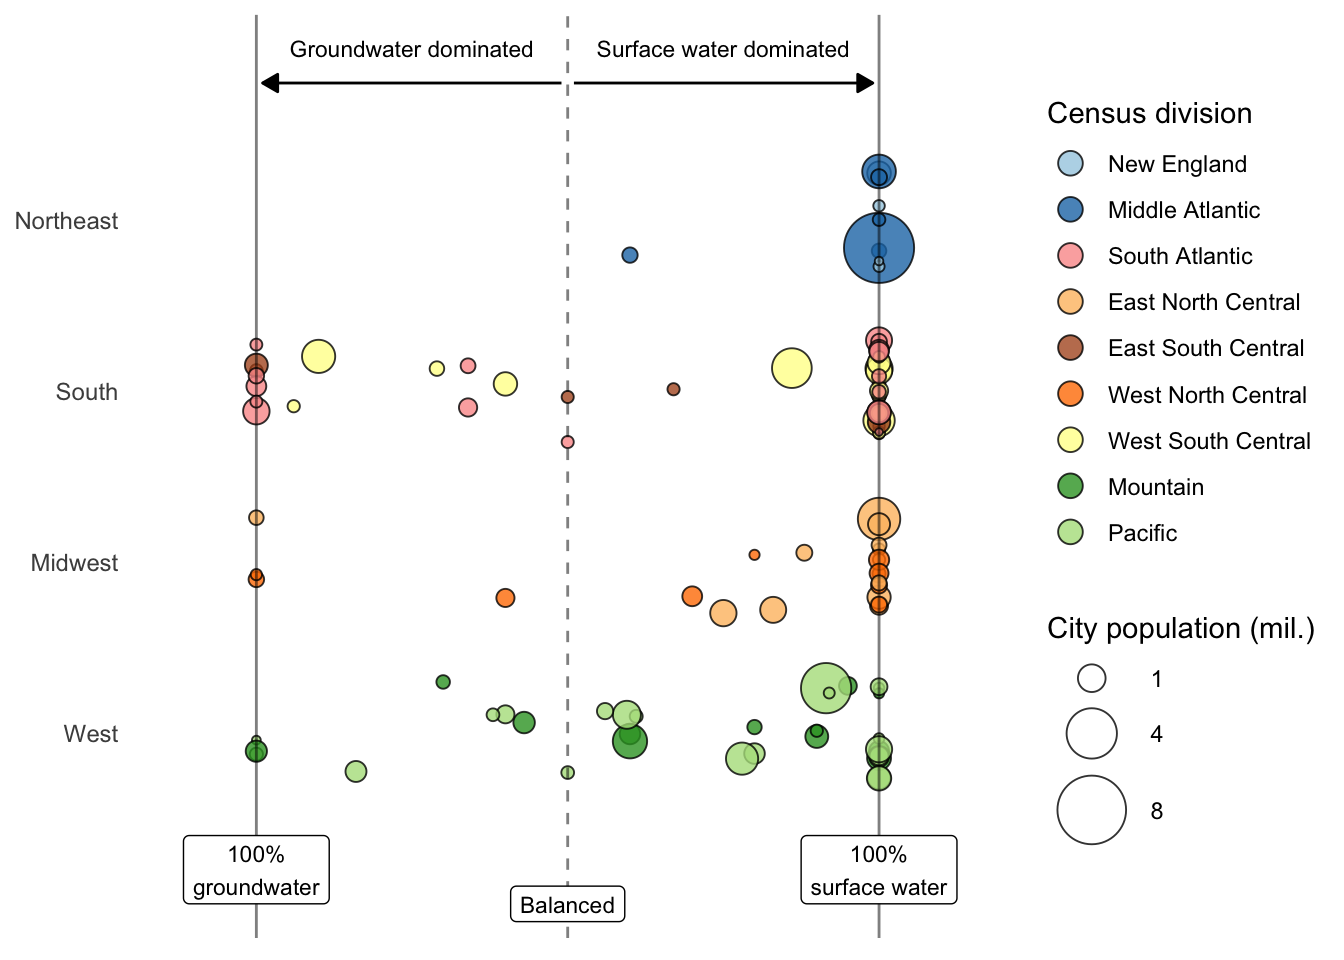 Groundwater dominated
Surface water dominated
Northeast
South
Midwest
West
100%
groundwater
Balanced
100%
surface water
Census division
New England
Middle Atlantic
South Atlantic
East North Central
East South Central
West North Central
West South Central
Mountain
Pacific
City population (mil.)
1
4
8